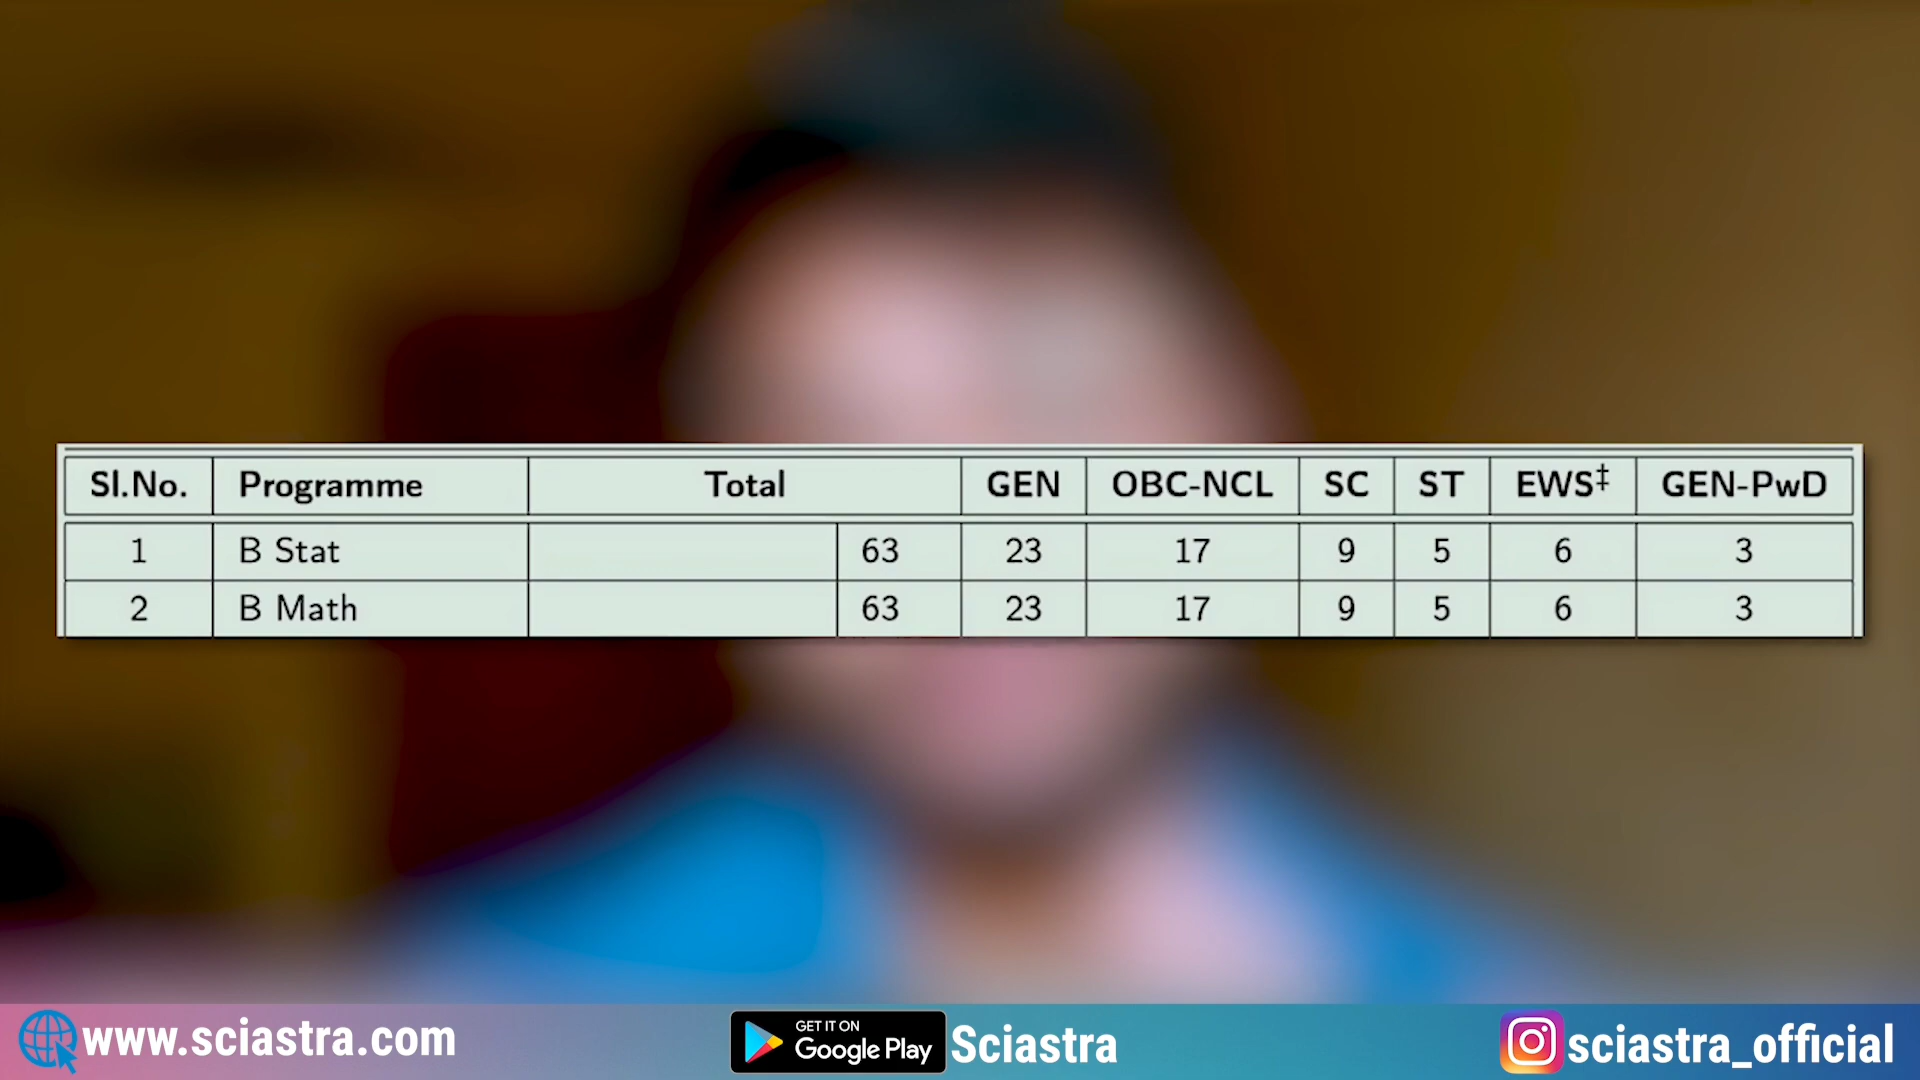 Sl.No. Programme Total GEN OBC-NCL SC ST EWS‡ GEN-PwD
1 B Stat 63 23 17 9 5 6 3
2 B Math 63 23 17 9 5 6 3
www.sciastra.com GET IT ON Google Play Sciastra sciastra_official